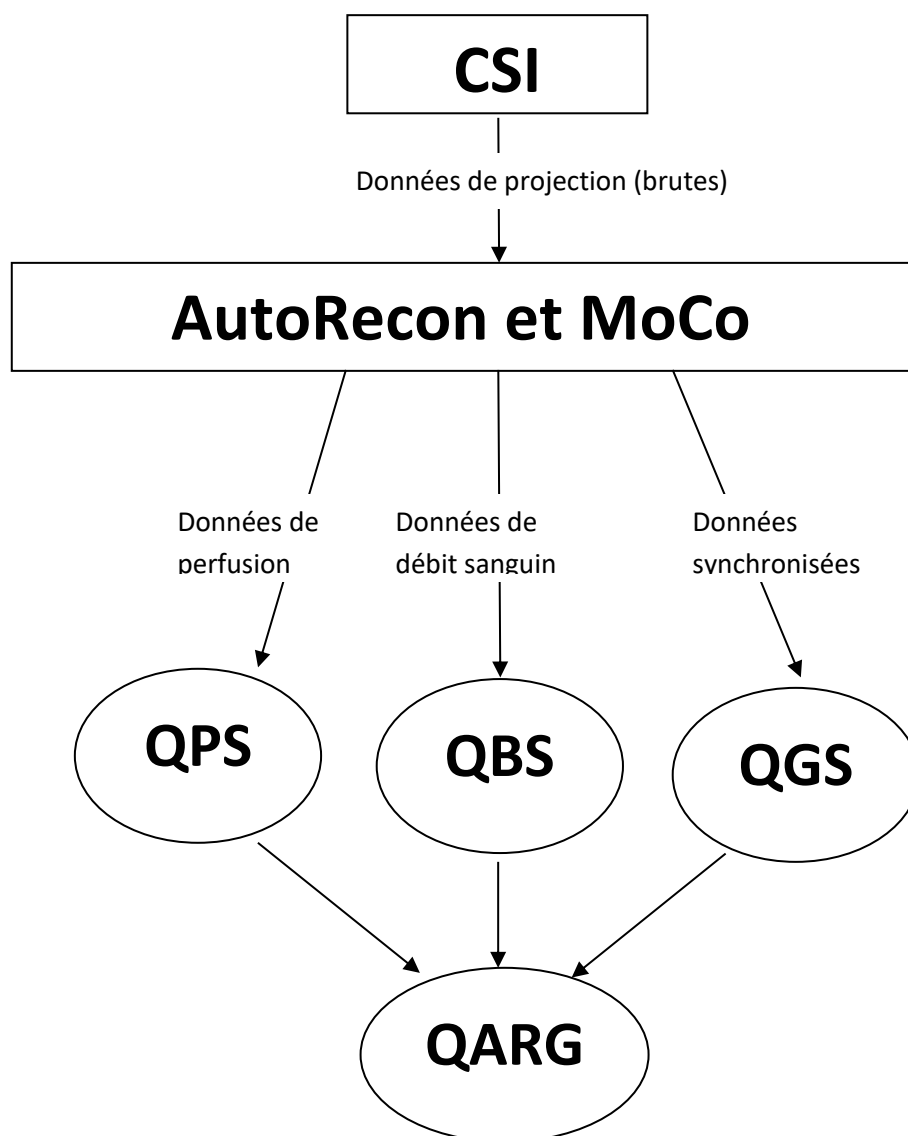 CSI
Données de projection (brutes)
AutoRecon et MoCo
Données de
perfusion
Données de
débit sanguin
Données
synchronisées
QPS
QBS
QGS
QARG